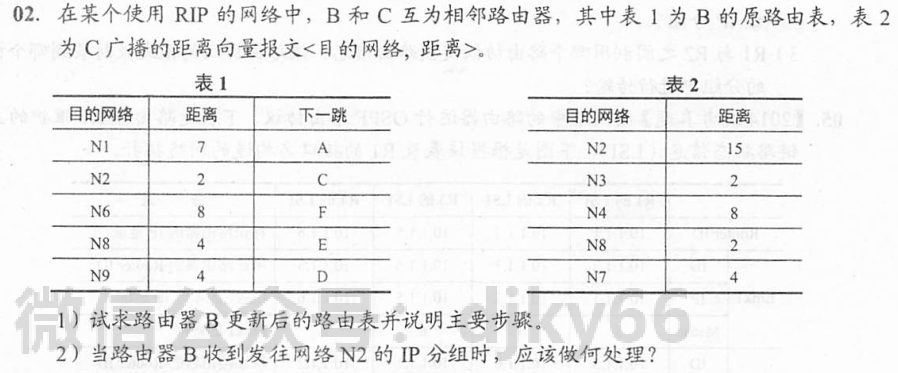 02. 在某个使用 RIP 的网络中，B 和 C 互为相邻路由器，其中表 1 为 B 的原路由表，表 2
为 C 广播的距离向量报文<目的网络，距离>。
表 1
目的网络 距离 下一跳
N1 7 A
N2 2 C
N6 8 F
N8 4 E
N9 4 D
表 2
目的网络 距离
N2 15
N3 2
N4 8
N8 2
N7 4
1）试求路由器 B 更新后的路由表并说明主要步骤。
2）当路由器 B 收到发往网络 N2 的 IP 分组时，应该做何处理？
微信公众号：djky66